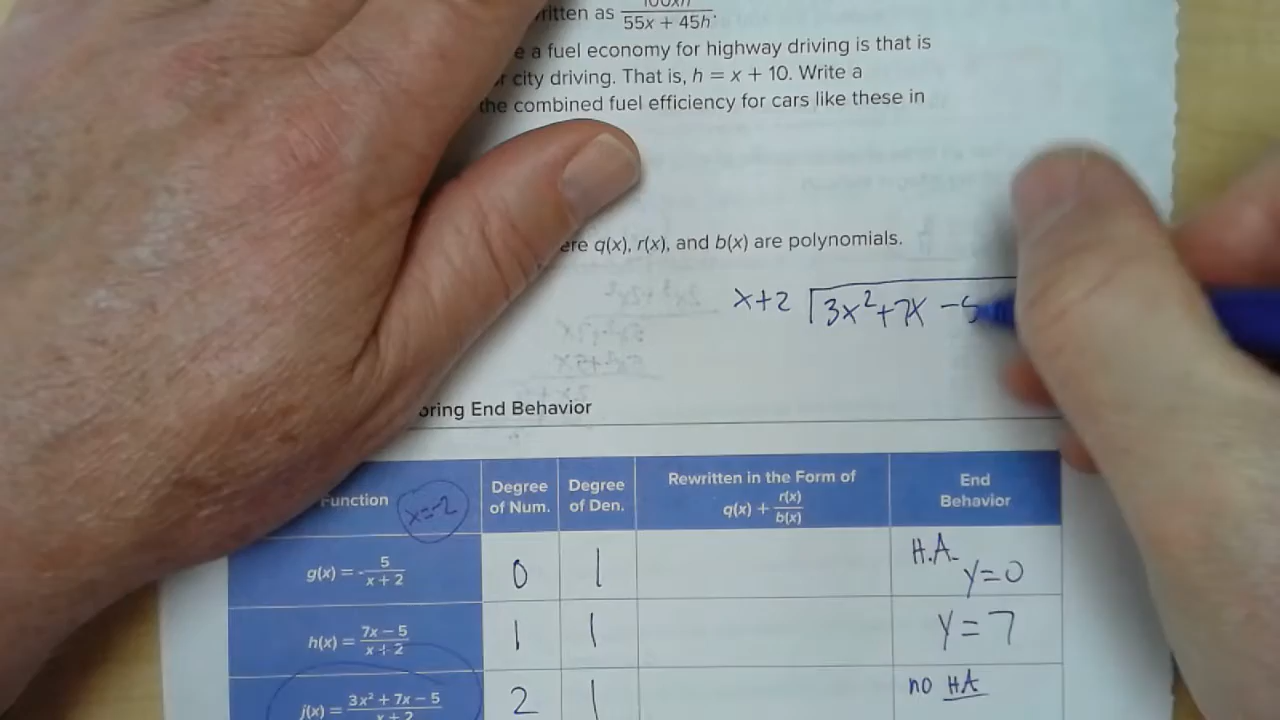 ritten as 100xh / 55x + 45h.
e a fuel economy for highway driving is that is
r city driving. That is, h = x + 10. Write a
the combined fuel efficiency for cars like these in
ere q(x), r(x), and b(x) are polynomials.
x+2 3x²+7x -5
oring End Behavior
Function x=-2 Degree of Num. Degree of Den. Rewritten in the Form of q(x) + r(x)/b(x) End Behavior
g(x) = -5/x + 2 0 1 H.A. y=0
h(x) = 7x − 5/x + 2 1 1 y=7
j(x) = 3x² + 7x − 5/x + 2 2 1 no HA